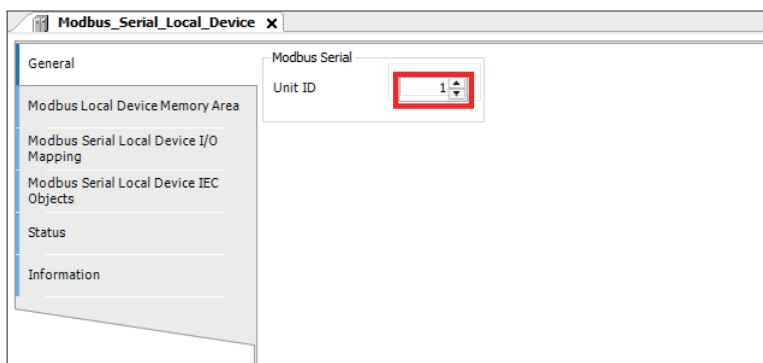 Modbus_Serial_Local_Device X
General
Modbus Local Device Memory Area
Modbus Serial Local Device I/O
Mapping
Modbus Serial Local Device IEC
Objects
Status
Information
Modbus Serial
Unit ID 1